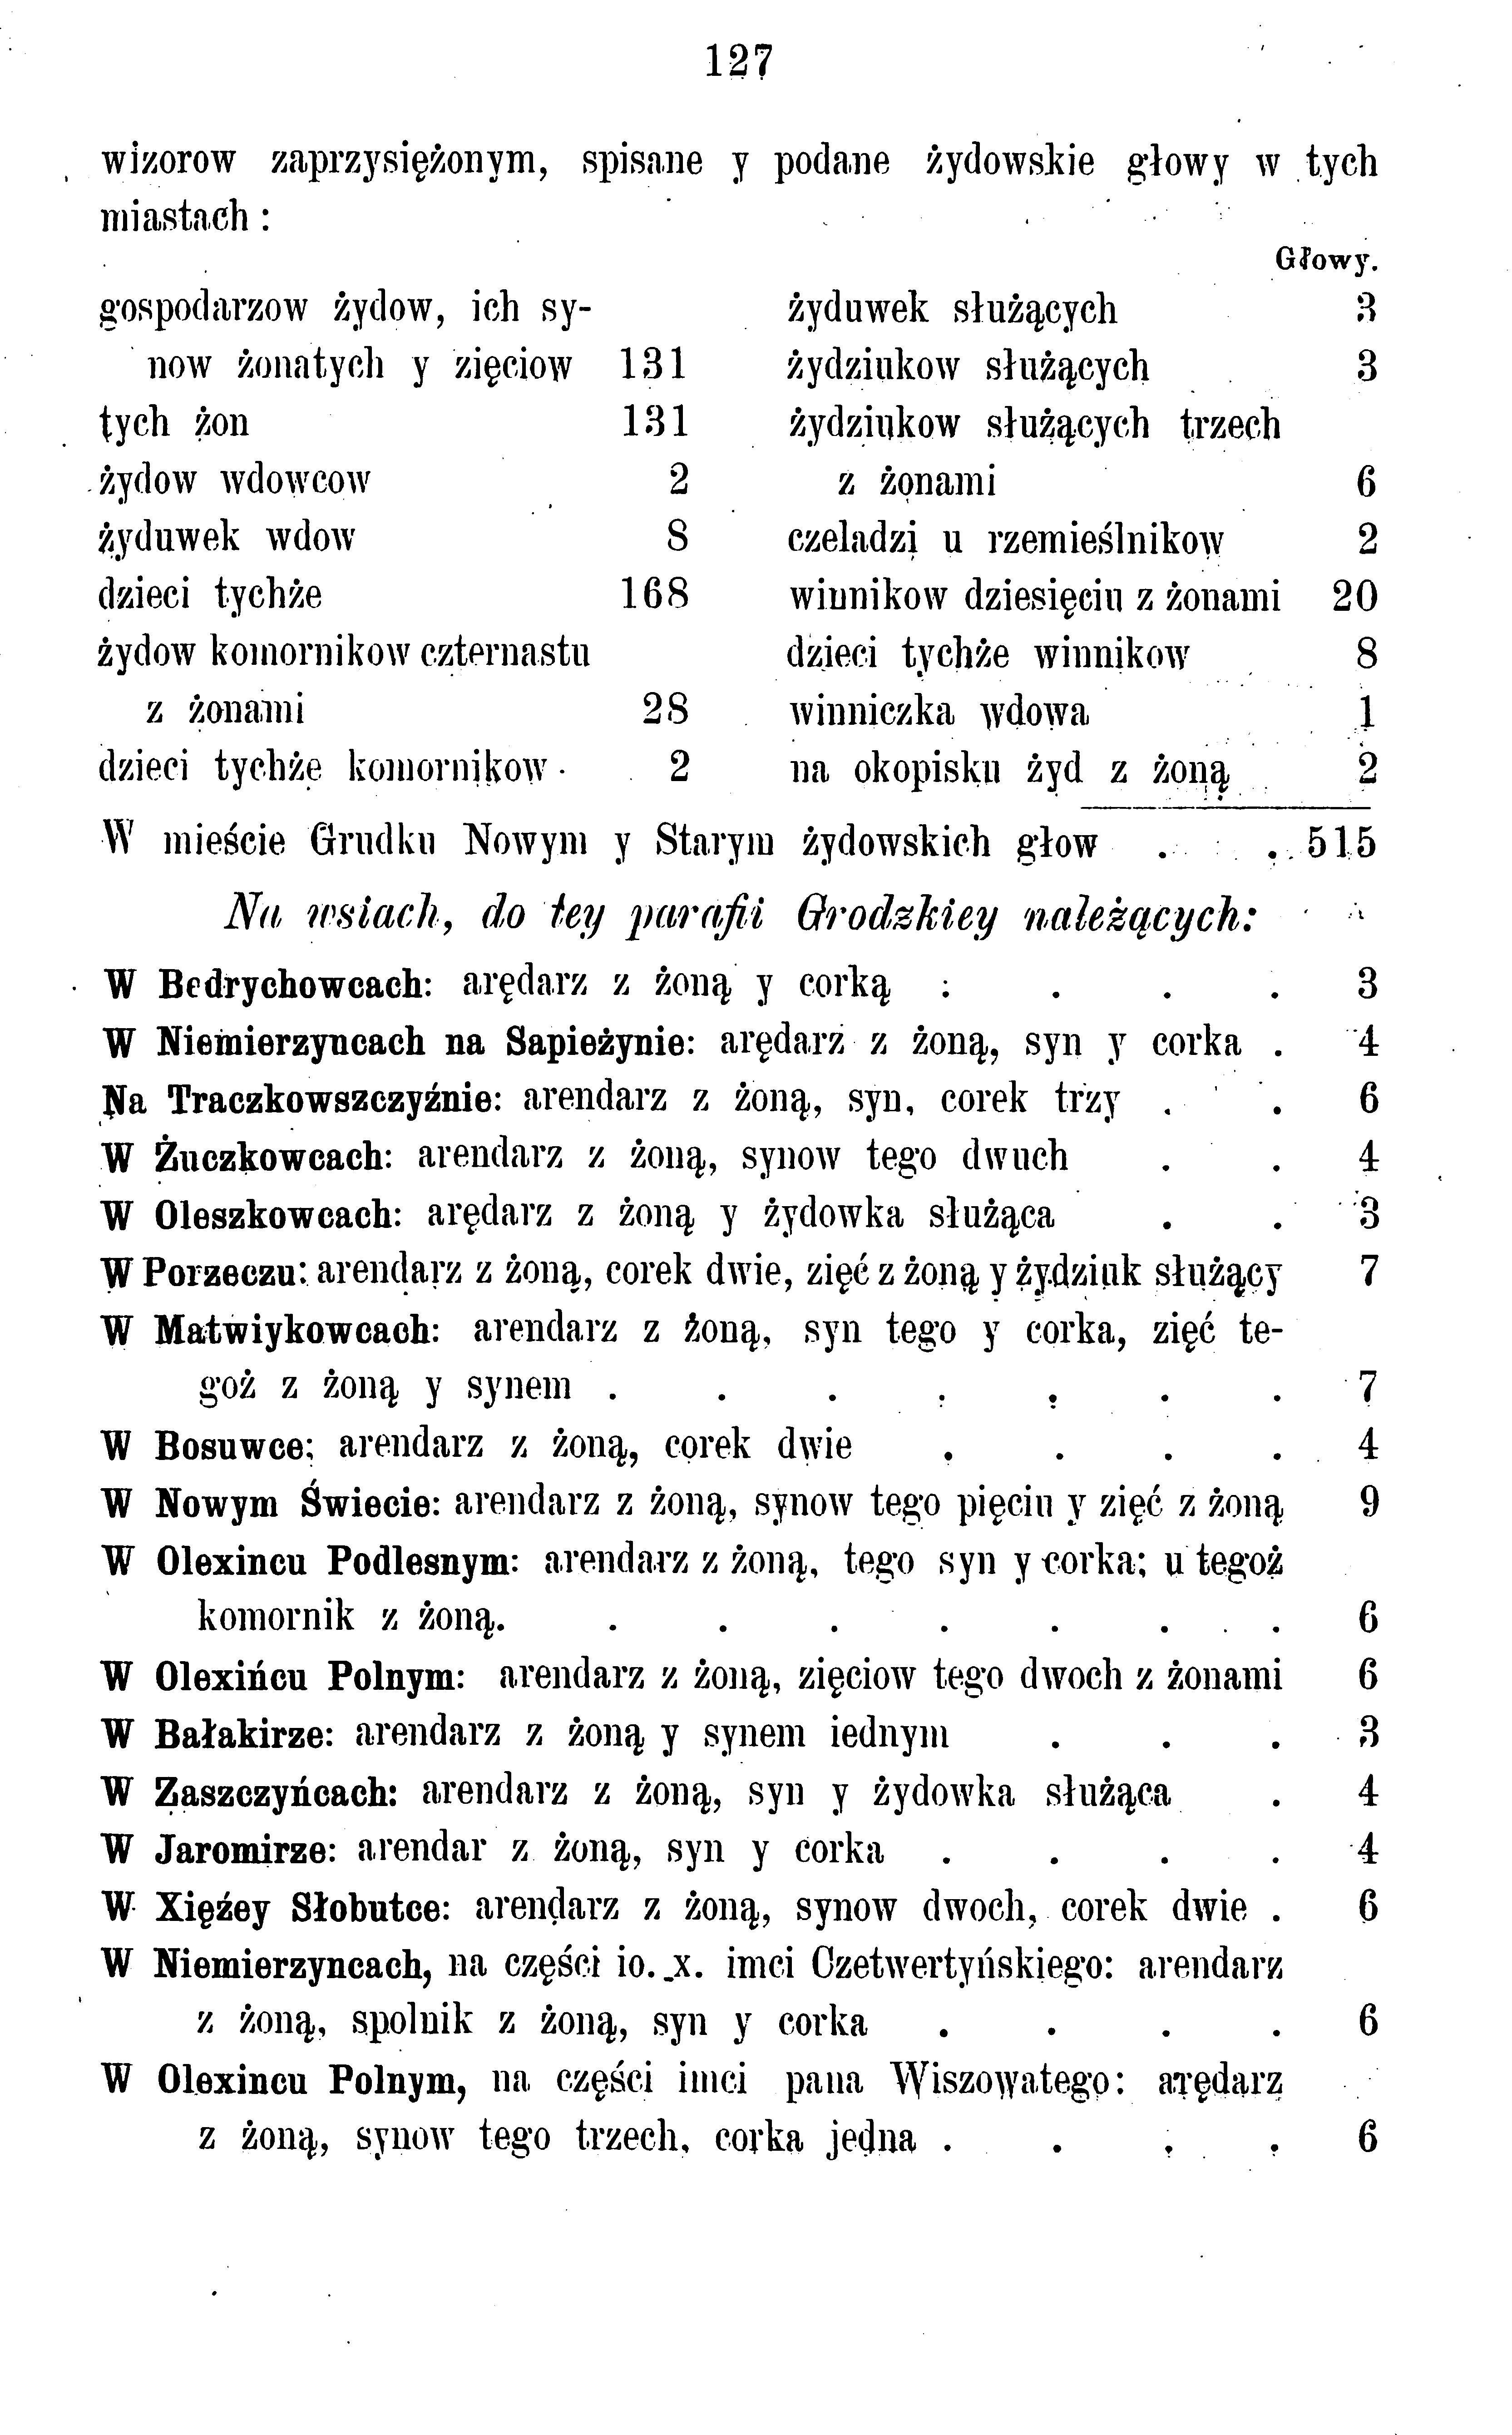 127
wizorow zaprzysiężonym, spisane y podane żydowskie głowy w tych
miastach :
Głowy.
gospodarzow żydow, ich sy-
now żonatych y zięciow 131
tych żon 131
żydow wdowcow 2
żyduwek wdow 8
dzieci tychże 168
żydow komornikow czternastu
z żonami 28
dzieci tychże komornikow 2
żyduwek służących 3
żydziukow służących 3
żydziukow służących trzech
z żonami 6
czeladzi u rzemieślnikow 2
winnikow dziesięciu z żonami 20
dzieci tychże winnikow 8
winniczka wdowa 1
na okopisku żyd z żoną 2
W mieście Grudku Nowym y Starym żydowskich głow . . 515
Na wsiach, do tey parafii Grodzkiey należących:
W Bedrychowcach: arędarz z żoną y corką . . . . 3
W Niemierzyncach na Sapieżynie: arędarz z żoną, syn y corka . 4
Na Traczkowszczyźnie: arendarz z żoną, syn, corek trzy . . 6
W Żuczkowcach: arendarz z żoną, synow tego dwuch . . 4
W Oleszkowcach: arędarz z żoną y żydowka służąca . . 3
W Porzeczu: arendarz z żoną, corek dwie, zięć z żoną y żydziuk służący 7
W Matwiykowcach: arendarz z żoną, syn tego y corka, zięć te-
goż z żoną y synem . . . . . . . 7
W Bosuwce: arendarz z żoną, corek dwie . . . . 4
W Nowym Świecie: arendarz z żoną, synow tego pięciu y zięć z żoną 9
W Olexincu Podlesnym: arendarz z żoną, tego syn y corka; u tegoż
komornik z żoną. . . . . . . . 6
W Olexińcu Polnym: arendarz z żoną, zięciow tego dwoch z żonami 6
W Bałakirze: arendarz z żoną y synem iednym . . . 3
W Zaszczyńcach: arendarz z żoną, syn y żydowka służąca . 4
W Jaromirze: arendar z żoną, syn y corka . . . . 4
W Xiężey Słobutce: arendarz z żoną, synow dwoch, corek dwie . 6
W Niemierzyncach, na części io. x. imci Czetwertyńskiego: arendarz
z żoną, spolnik z żoną, syn y corka . . . . 6
W Olexincu Polnym, na części imci pana Wiszowatego: arędarz
z żoną, synow tego trzech, corka jedna . . . . 6